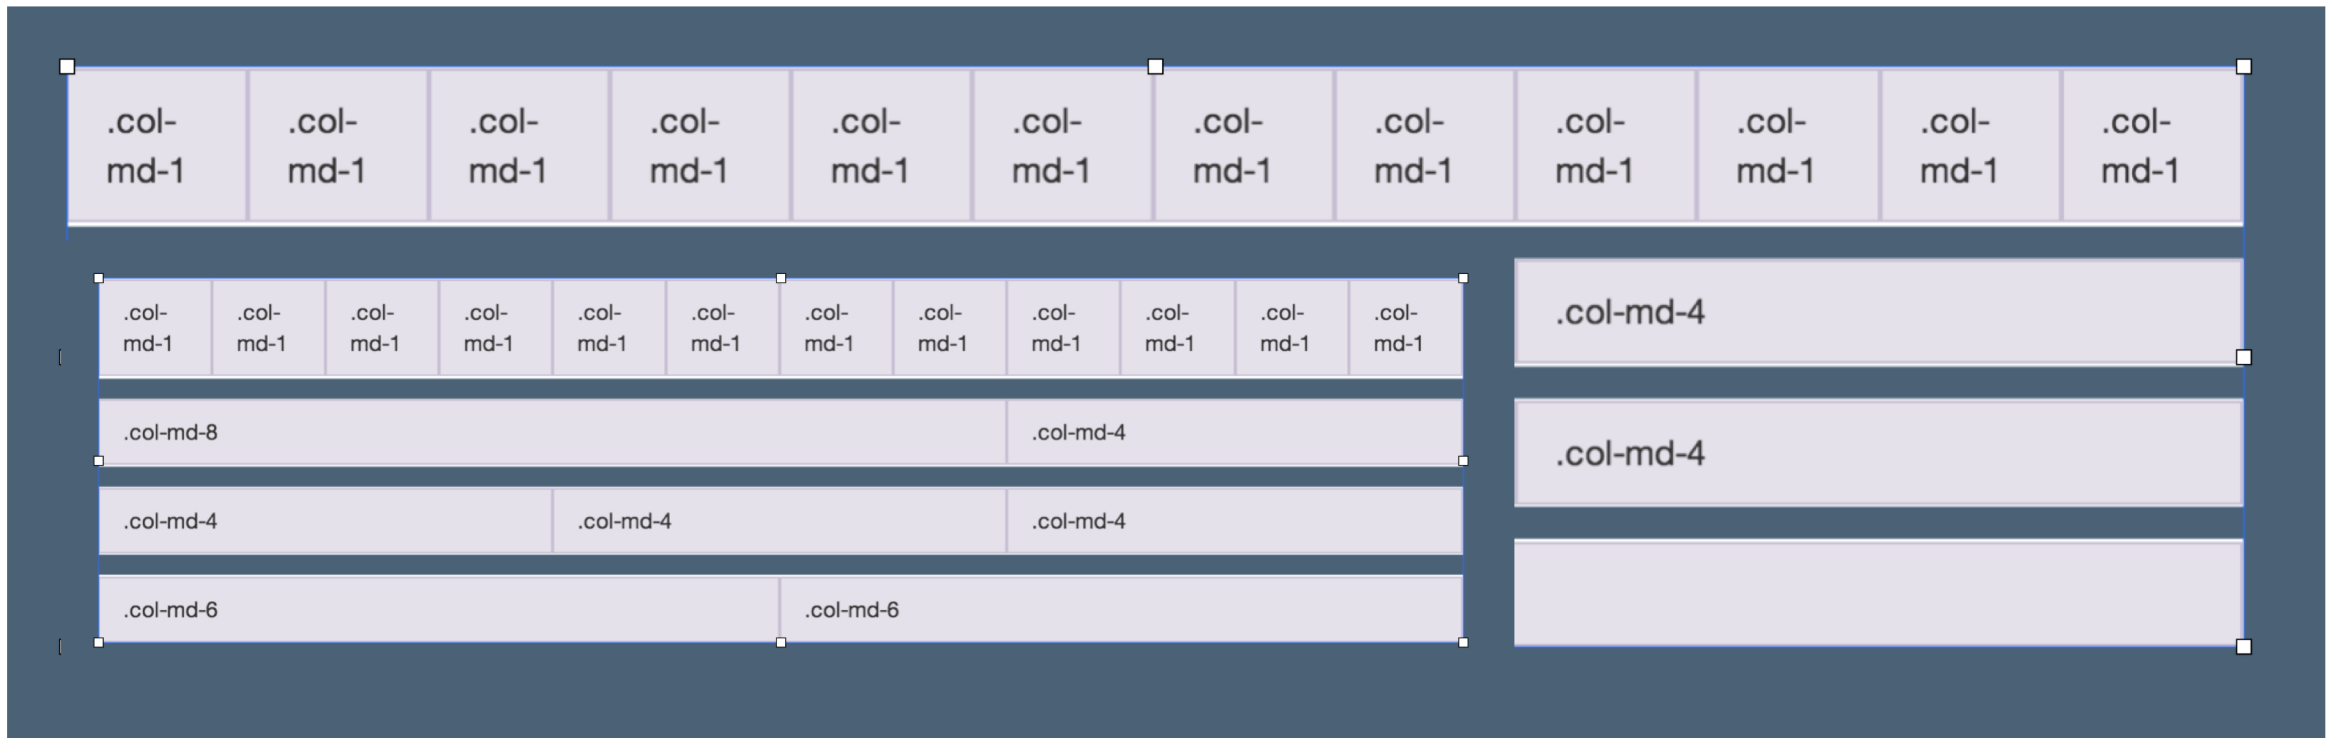 .col- .col- .col- .col- .col- .col- .col- .col- .col- .col- .col- .col-
md-1 md-1 md-1 md-1 md-1 md-1 md-1 md-1 md-1 md-1 md-1 md-1
.col- .col- .col- .col- .col- .col- .col- .col- .col- .col- .col- .col-
md-1 md-1 md-1 md-1 md-1 md-1 md-1 md-1 md-1 md-1 md-1 md-1
.col-md-8 .col-md-4
.col-md-4 .col-md-4 .col-md-4
.col-md-6 .col-md-6
.col-md-4
.col-md-4